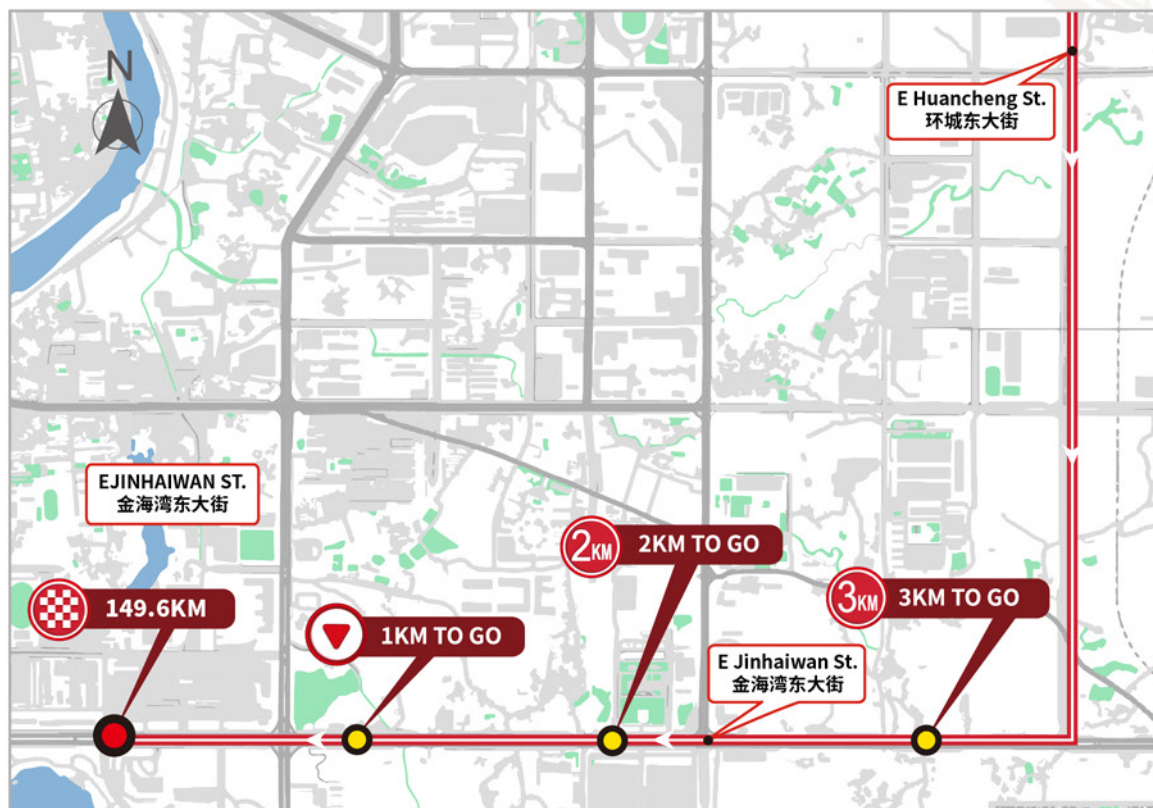 N
E Huancheng St.
环城东大街
EJINHAIWAN ST.
金海湾东大街
2KM
2KM TO GO
3KM
3KM TO GO
149.6KM
1KM TO GO
E Jinhaiwan St.
金海湾东大街